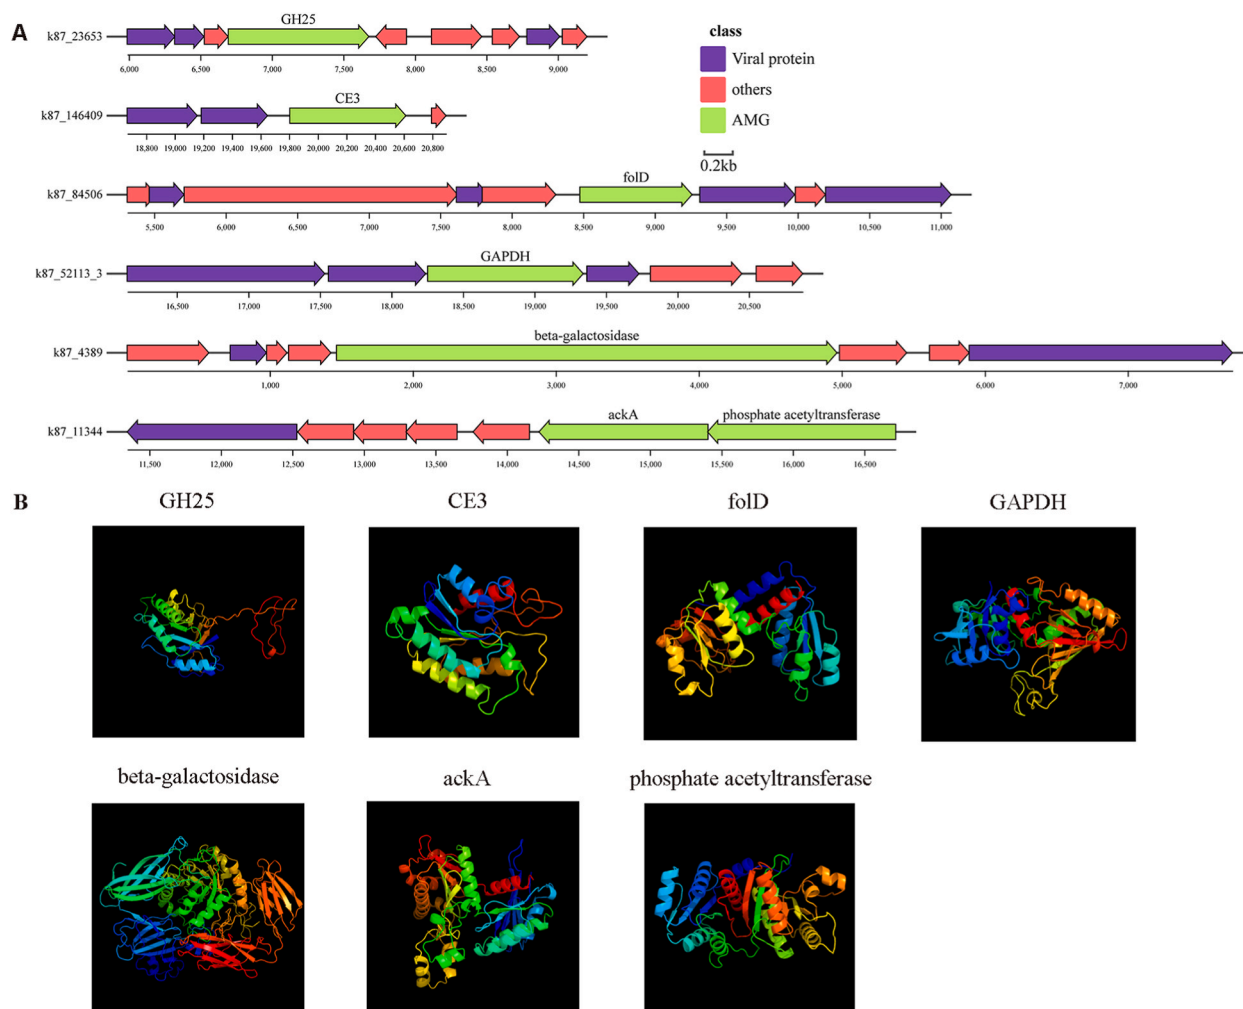 A
GH25
k87_23653
6,000 6,500 7,000 7,500 8,000 8,500 9,000
class
Viral protein
others
AMG
0.2kb
CE3
k87_146409
18,800 19,000 19,200 19,400 19,600 19,800 20,000 20,200 20,400 20,600 20,800
folD
k87_84506
5,500 6,000 6,500 7,000 7,500 8,000 8,500 9,000 9,500 10,000 10,500 11,000
GAPDH
k87_52113_3
16,500 17,000 17,500 18,000 18,500 19,000 19,500 20,000 20,500
beta-galactosidase
k87_4389
1,000 2,000 3,000 4,000 5,000 6,000 7,000
ackA phosphate acetyltransferase
k87_11344
11,500 12,000 12,500 13,000 13,500 14,000 14,500 15,000 15,500 16,000 16,500
B
GH25 CE3 folD GAPDH
beta-galactosidase ackA phosphate acetyltransferase